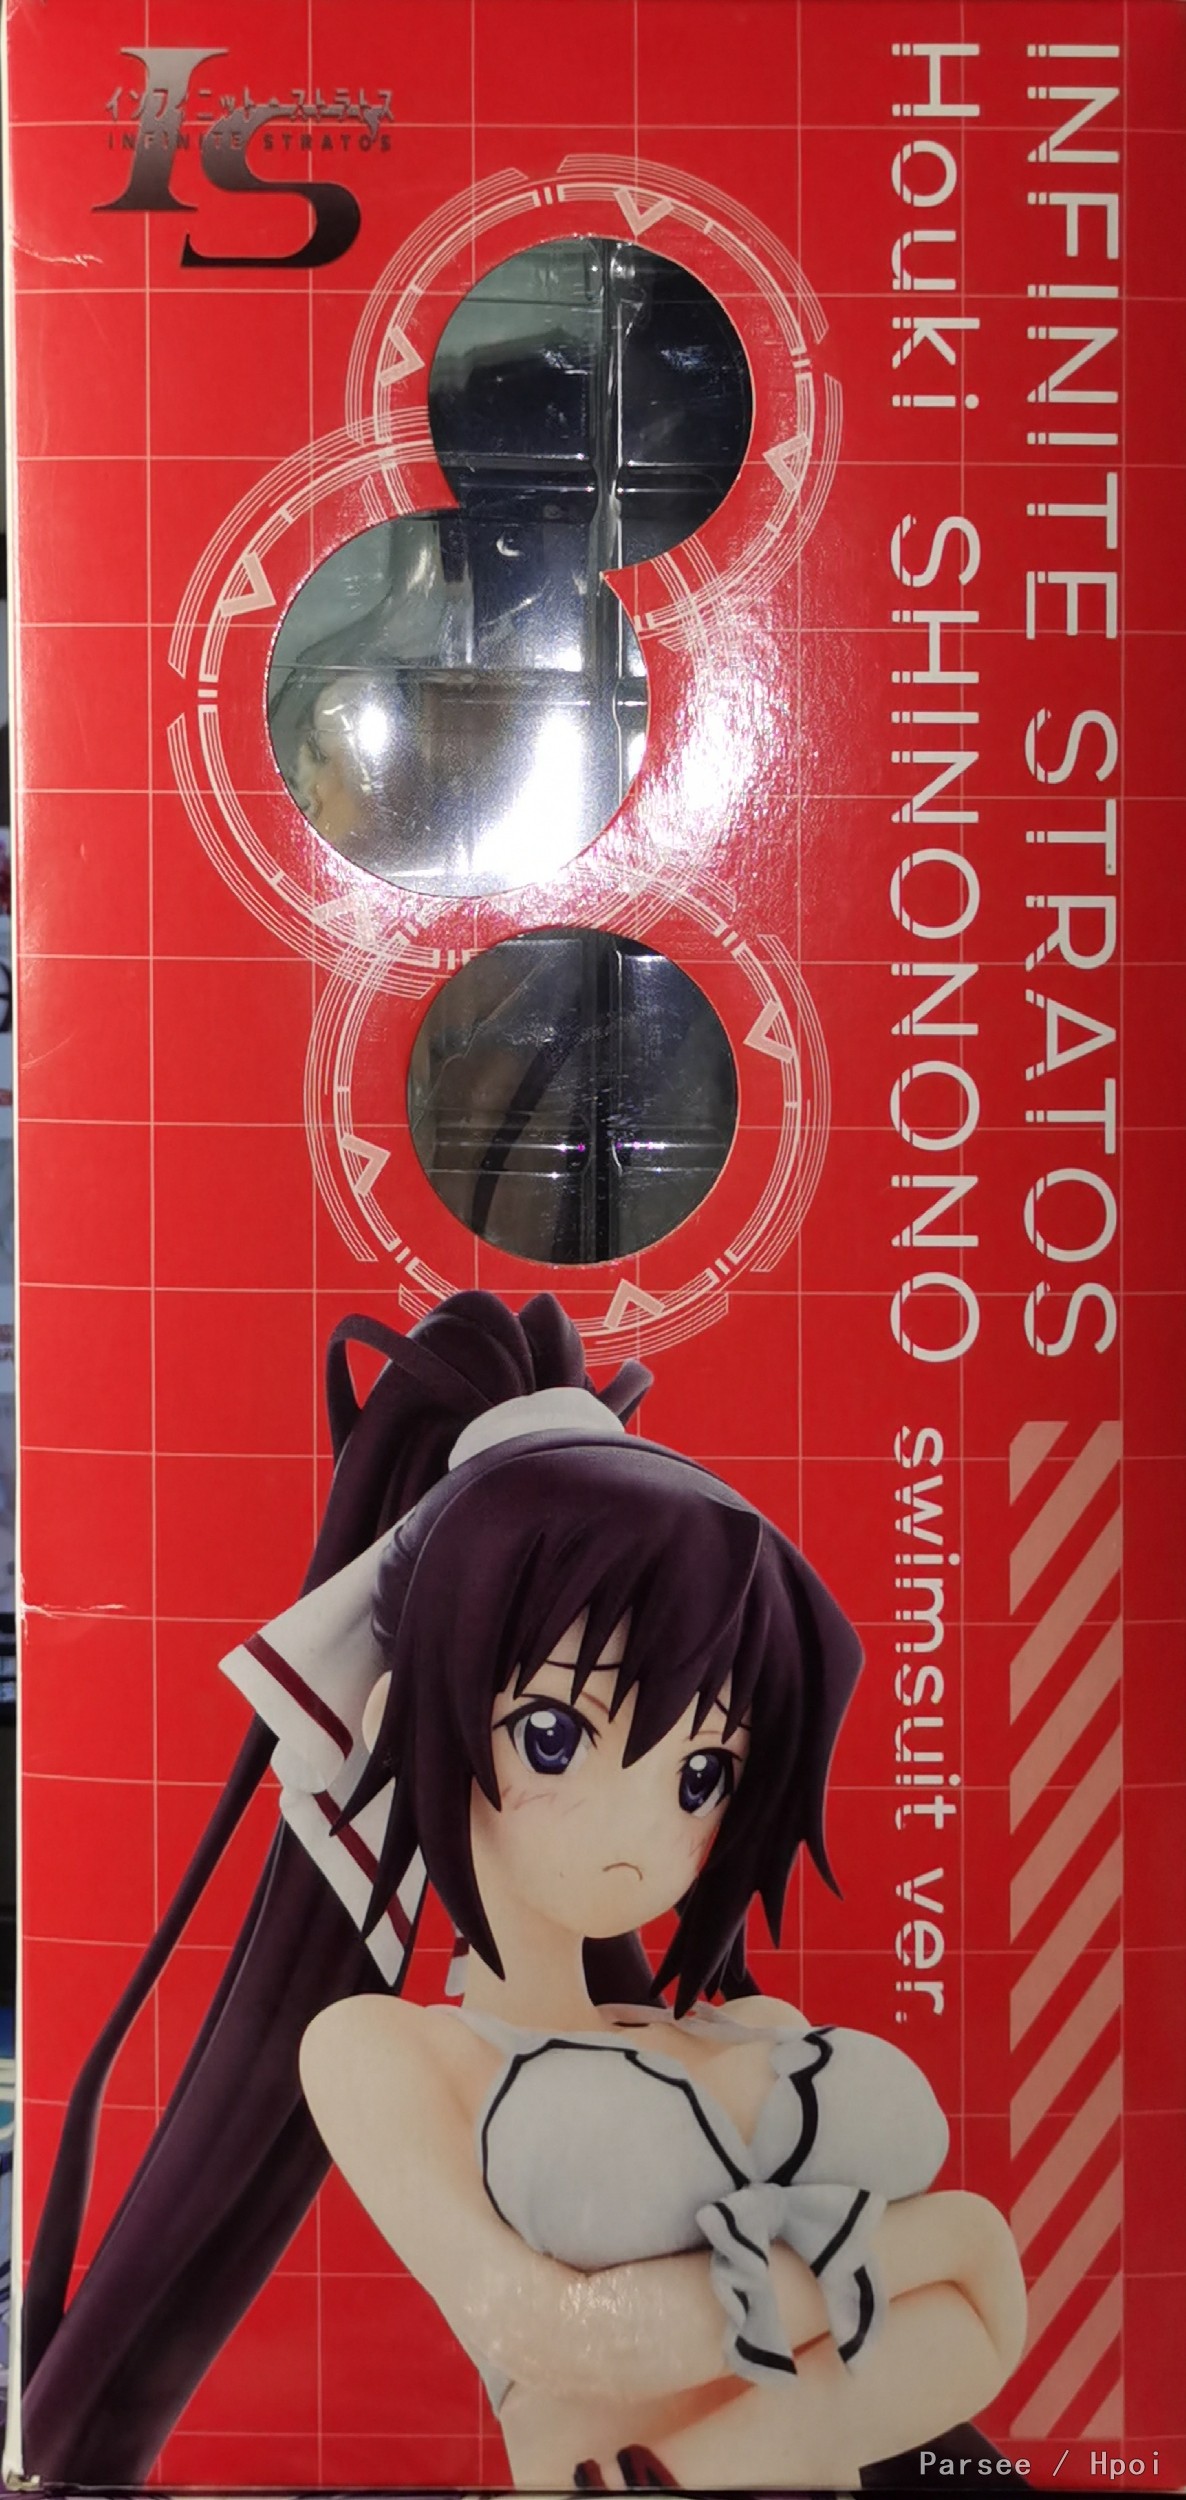 IS
インフィニット・ストラトス
INFINITE STRATOS
INFINITE STRATOS
Houki SHINONONO swimsuit ver.
Parsee / Hpoi